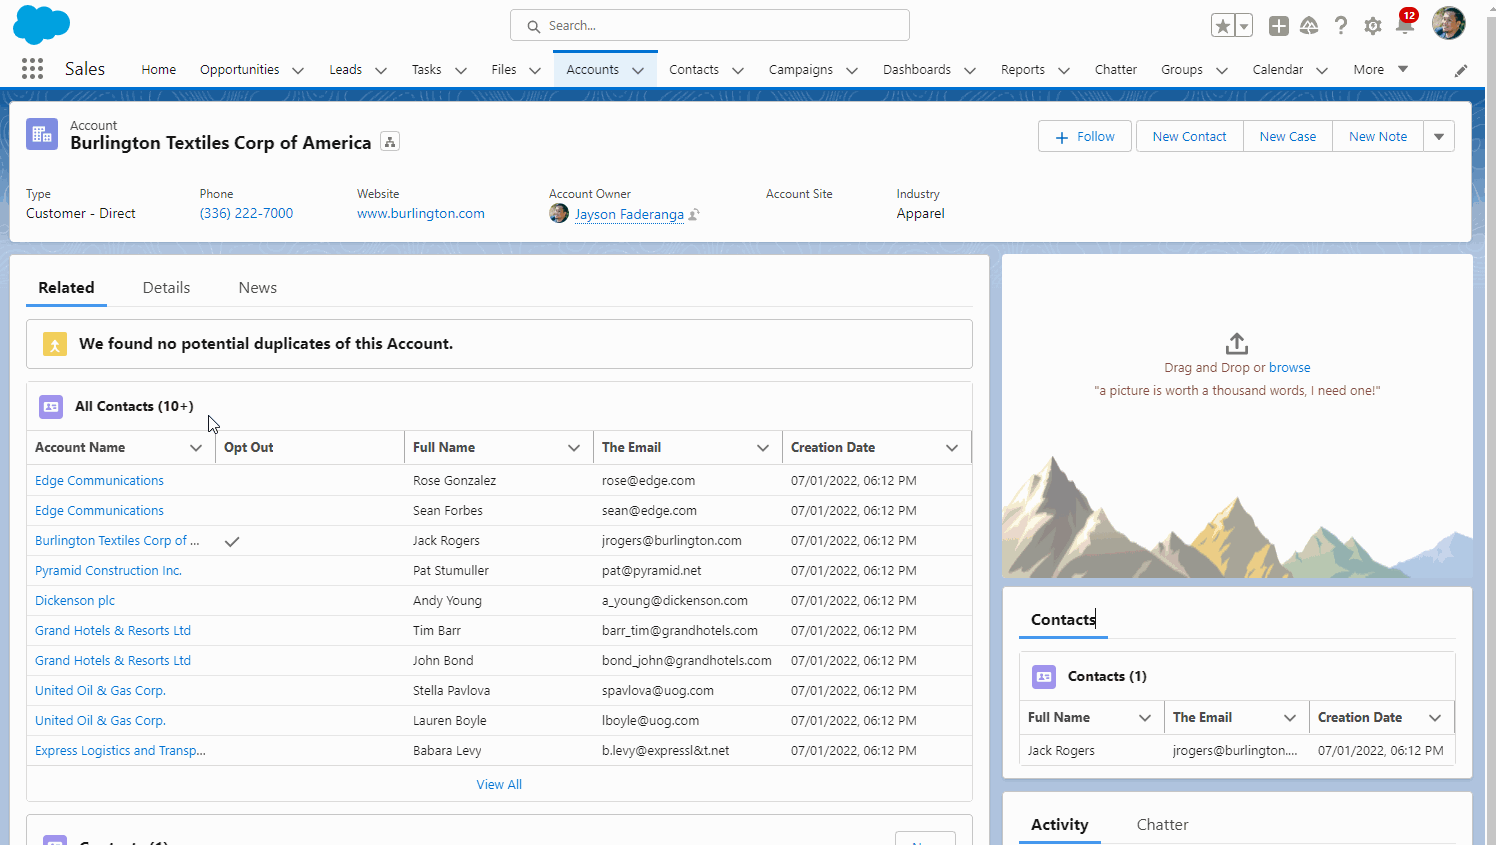 Search...
12
Sales
Home
Opportunities
Leads
Tasks
Files
Accounts
Contacts
Campaigns
Dashboards
Reports
Chatter
Groups
Calendar
More
Account
Burlington Textiles Corp of America
Follow
New Contact
New Case
New Note
Type
Customer - Direct
Phone
(336) 222-7000
Website
www.burlington.com
Account Owner
Jayson Faderanga
Account Site
Industry
Apparel
Related
Details
News
We found no potential duplicates of this Account.
All Contacts (10+)
Account Name Opt Out Full Name The Email Creation Date
Edge Communications Rose Gonzalez rose@edge.com 07/01/2022, 06:12 PM
Edge Communications Sean Forbes sean@edge.com 07/01/2022, 06:12 PM
Burlington Textiles Corp of ... Jack Rogers jrogers@burlington.com 07/01/2022, 06:12 PM
Pyramid Construction Inc. Pat Stumuller pat@pyramid.net 07/01/2022, 06:12 PM
Dickenson plc Andy Young a_young@dickenson.com 07/01/2022, 06:12 PM
Grand Hotels & Resorts Ltd Tim Barr barr_tim@grandhotels.com 07/01/2022, 06:12 PM
Grand Hotels & Resorts Ltd John Bond bond_john@grandhotels.com 07/01/2022, 06:12 PM
United Oil & Gas Corp. Stella Pavlova spavlova@uog.com 07/01/2022, 06:12 PM
United Oil & Gas Corp. Lauren Boyle lboyle@uog.com 07/01/2022, 06:12 PM
Express Logistics and Transp... Babara Levy b.levy@expressl&t.net 07/01/2022, 06:12 PM
View All
Drag and Drop or browse
"a picture is worth a thousand words, I need one!"
Contacts
Contacts (1)
Full Name The Email Creation Date
Jack Rogers jrogers@burlington.... 07/01/2022, 06:12 PM
Activity
Chatter